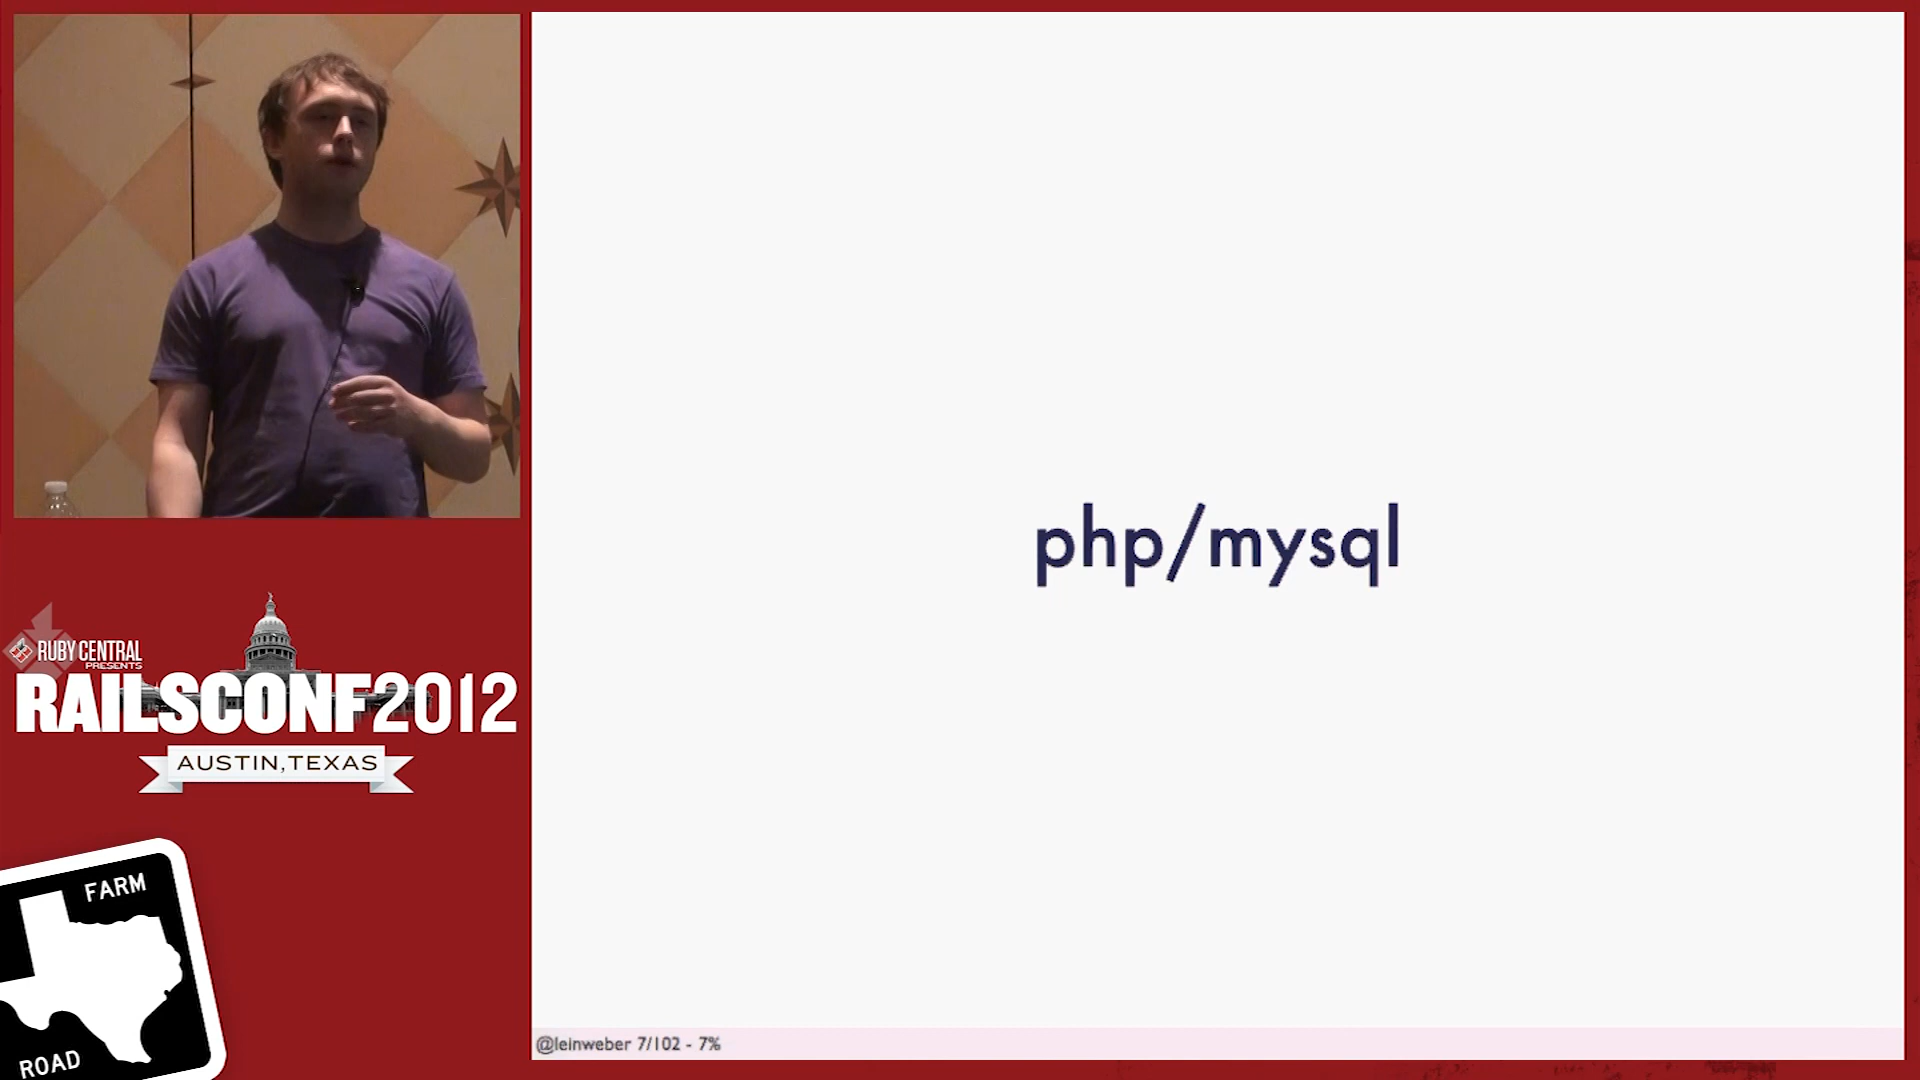 php/mysql
@leinweber 7/102 - 7%
RUBY CENTRAL
PRESENTS
RAILSCONF2012
AUSTIN, TEXAS
FARM
ROAD